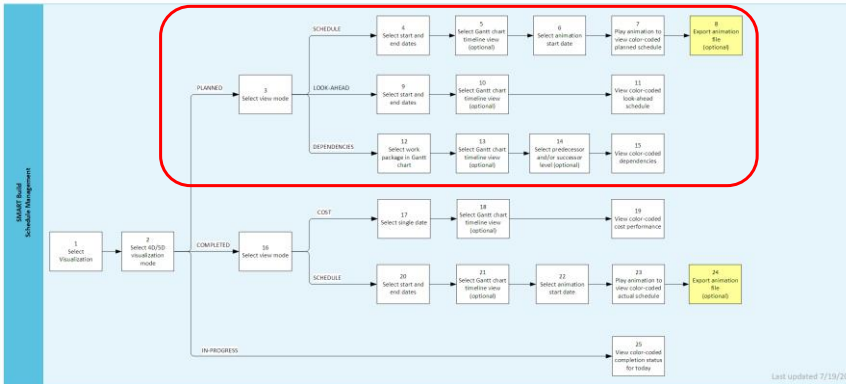 SMART Build
Schedule Management
1
Select
Visualization
2
Select 4D/5D
visualization
mode
PLANNED
3
Select view mode
SCHEDULE
4
Select start and
end dates
5
Select Gantt chart
timeline view
(optional)
6
Select animation
start date
7
Play animation to
view color-coded
planned schedule
8
Export animation
file
(optional)
LOOK-AHEAD
9
Select start and
end dates
10
Select Gantt chart
timeline view
(optional)
11
View color-coded
look-ahead
schedule
DEPENDENCIES
12
Select work
package in Gantt
chart
13
Select Gantt chart
timeline view
(optional)
14
Select predecessor
and/or successor
level (optional)
15
View color-coded
dependencies
COMPLETED
16
Select view mode
COST
17
Select single date
18
Select Gantt chart
timeline view
(optional)
19
View color-coded
cost performance
SCHEDULE
20
Select start and
end dates
21
Select Gantt chart
timeline view
(optional)
22
Select animation
start date
23
Play animation to
view color-coded
actual schedule
24
Export animation
file
(optional)
IN-PROGRESS
25
View color-coded
completion status
for today
Last updated 7/19/20